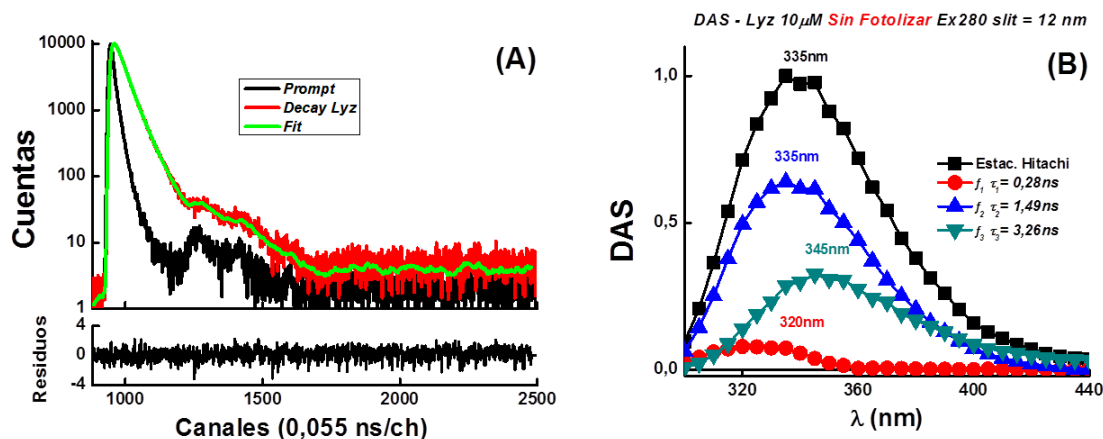 (A)
10000
1000
100
10
1
Cuentas
Prompt
Decay Lyz
Fit
4
0
-4
Residuos
1000 1500 2000 2500
Canales (0,055 ns/ch)
DAS - Lyz 10μM Sin Fotolizar Ex280 slit = 12 nm
(B)
1,0
0,5
0,0
DAS
335nm
335nm
345nm
320nm
Estac. Hitachi
f1 τ1= 0,28ns
f2 τ2= 1,49ns
f3 τ3= 3,26ns
320 360 400 440
λ (nm)